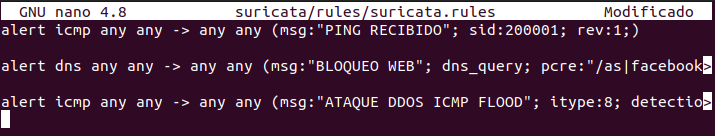 GNU nano 4.8 suricata/rules/suricata.rules Modificado
alert icmp any any -> any any (msg:"PING RECIBIDO"; sid:200001; rev:1;)
alert dns any any -> any any (msg:"BLOQUEO WEB"; dns_query; pcre:"/as|facebook>
alert icmp any any -> any any (msg:"ATAQUE DDOS ICMP FLOOD"; itype:8; detectio>